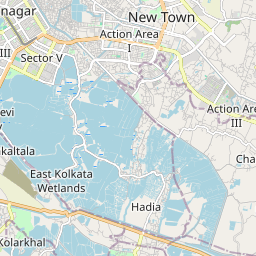 nagar
New Town
Action Area
I
III
Sector V
Action Area
III
evi
kaltala
Cha
East Kolkata
Wetlands
Hadia
Kolarkhal